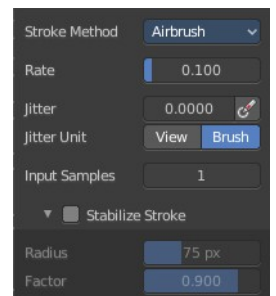 Stroke Method Airbrush
Rate 0.100
Jitter 0.0000
Jitter Unit View Brush
Input Samples 1
Stabilize Stroke
Radius 75 px
Factor 0.900